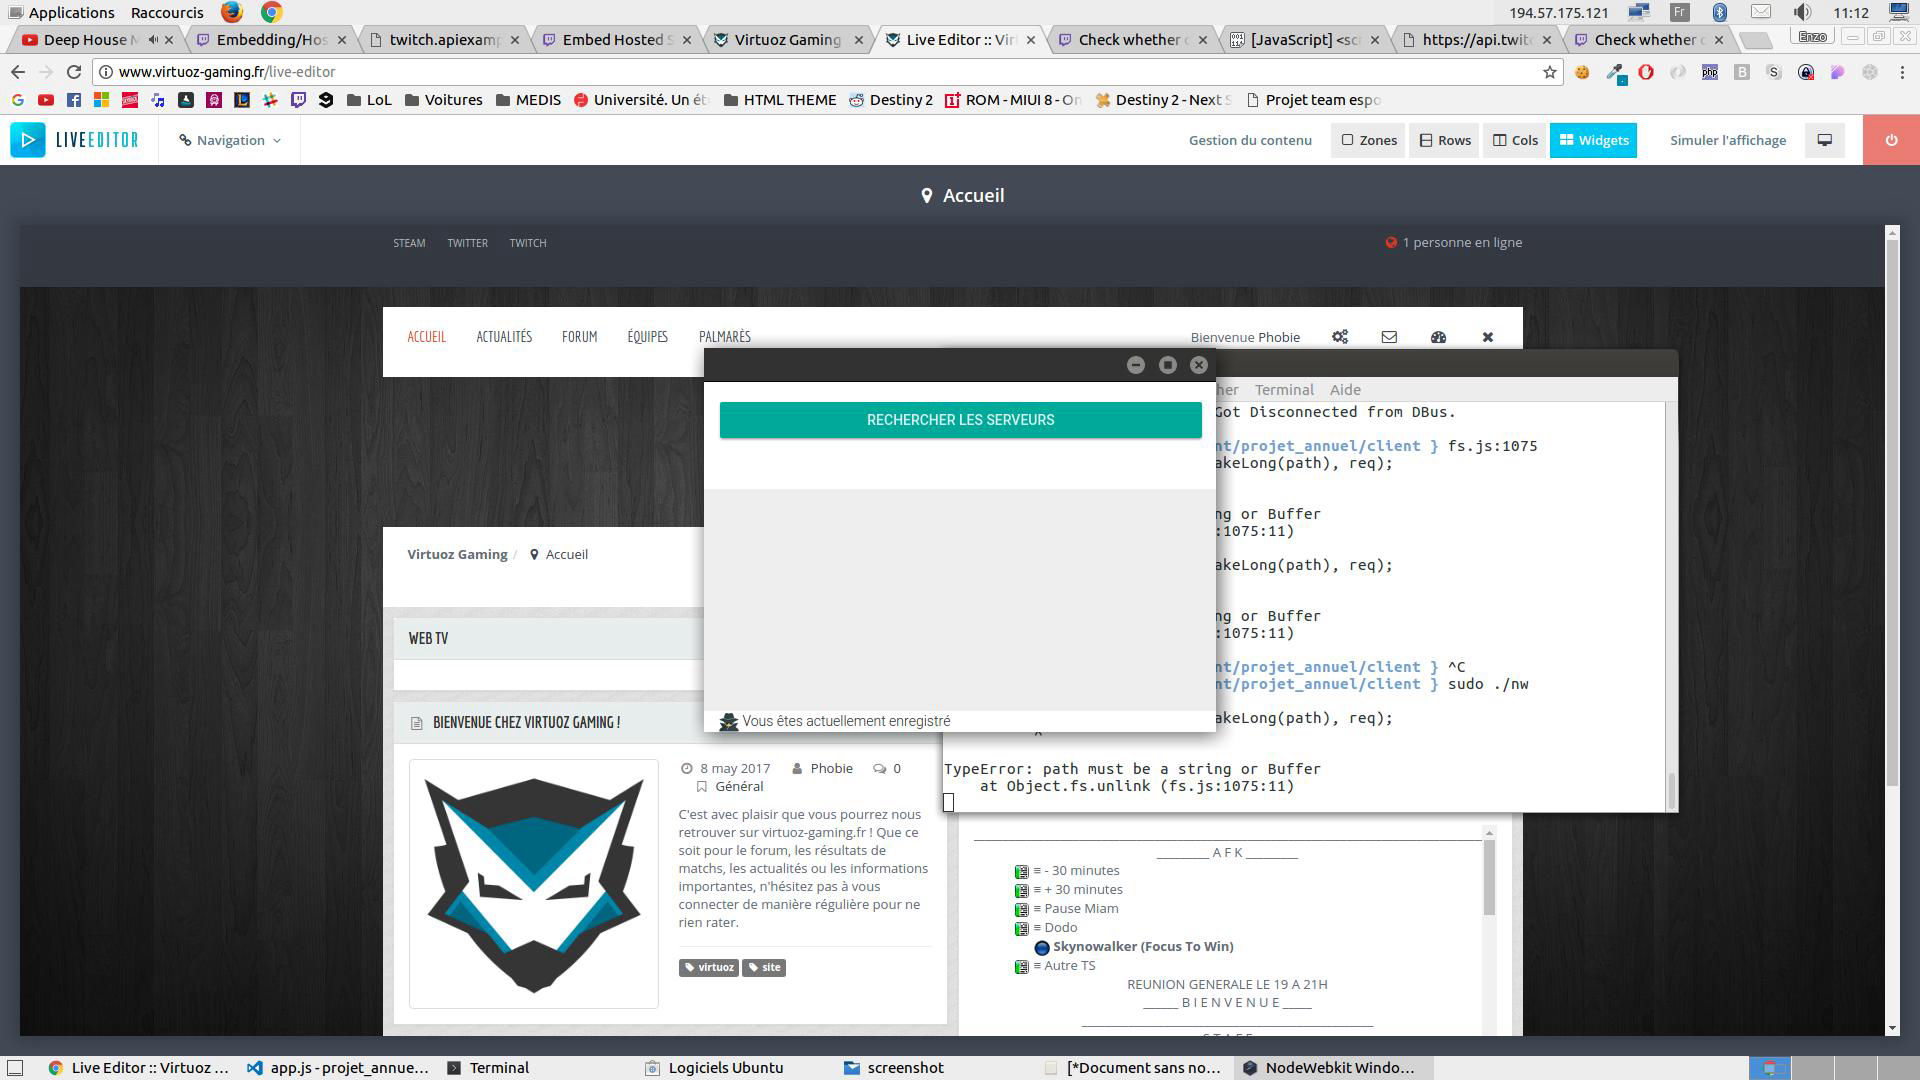 Applications Raccourcis 194.57.175.121 Fr 11:12
Deep House M Embedding/Hos twitch.apiexamp Embed Hosted S Virtuoz Gaming Live Editor :: Vir Check whether [JavaScript] <sc https://api.twit Check whether Enzo
www.virtuoz-gaming.fr/live-editor
LoL Voitures MEDIS Université. Un ét HTML THEME Destiny 2 ROM - MIUI 8 - On Destiny 2 - Next S Projet team espo
LIVEEDITOR Navigation Gestion du contenu Zones Rows Cols Widgets Simuler l'affichage
Accueil
STEAM TWITTER TWITCH 1 personne en ligne
ACCUEIL ACTUALITÉS FORUM ÉQUIPES PALMARÈS Bienvenue Phobie
her Terminal Aide
RECHERCHER LES SERVEURS
Got Disconnected from DBus.
nt/projet_annuel/client } fs.js:1075
akeLong(path), req);
ng or Buffer
:1075:11)
akeLong(path), req);
ng or Buffer
:1075:11)
nt/projet_annuel/client } ^C
nt/projet_annuel/client } sudo ./nw
akeLong(path), req);
^
TypeError: path must be a string or Buffer
at Object.fs.unlink (fs.js:1075:11)
Vous êtes actuellement enregistré
Virtuoz Gaming / Accueil
WEB TV
BIENVENUE CHEZ VIRTUOZ GAMING !
8 may 2017 Phobie 0
Général
C'est avec plaisir que vous pourrez nous
retrouver sur virtuoz-gaming.fr ! Que ce
soit pour le forum, les résultats de
matchs, les actualités ou les informations
importantes, n'hésitez pas à vous
connecter de manière régulière pour ne
rien rater.
virtuoz site
_________ A F K _________
≡ - 30 minutes
≡ + 30 minutes
≡ Pause Miam
≡ Dodo
Skynowalker (Focus To Win)
≡ Autre TS
REUNION GENERALE LE 19 A 21H
______ B I E N V E N U E _____
Live Editor :: Virtuoz ... app.js - projet_annue... Terminal Logiciels Ubuntu screenshot [*Document sans no... NodeWebkit Windo...